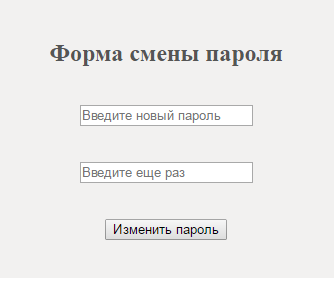 Форма смены пароля
Введите новый пароль
Введите еще раз
Изменить пароль